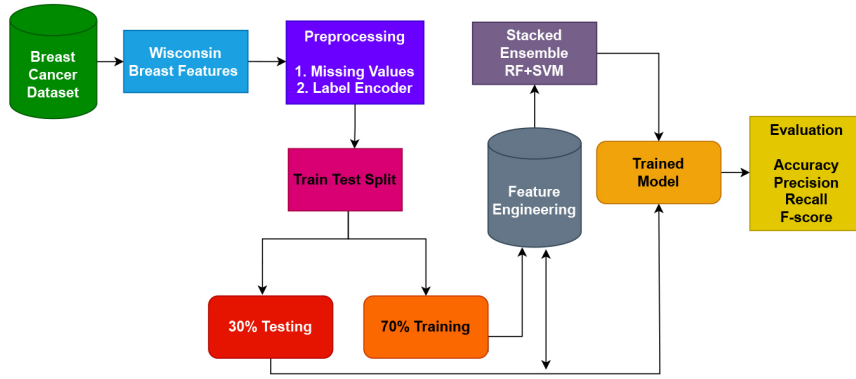 Breast
Cancer
Dataset
Wisconsin
Breast Features
Preprocessing
1. Missing Values
2. Label Encoder
Train Test Split
30% Testing
70% Training
Feature
Engineering
Stacked
Ensemble
RF+SVM
Trained
Model
Evaluation
Accuracy
Precision
Recall
F-score